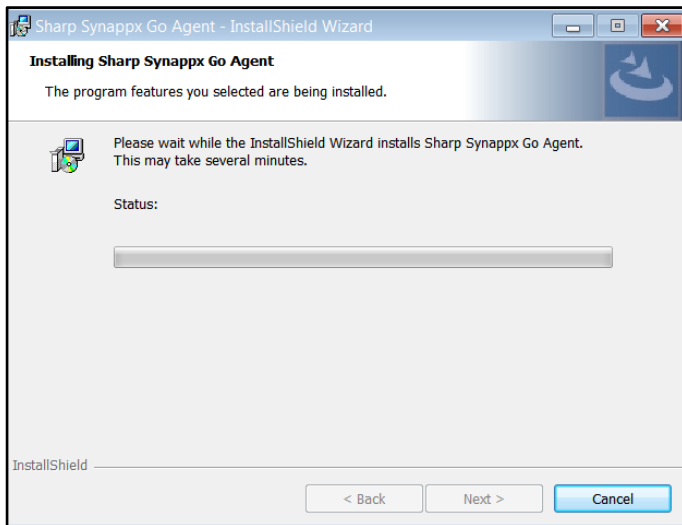 Sharp Synappx Go Agent - InstallShield Wizard
Installing Sharp Synappx Go Agent
The program features you selected are being installed.
Please wait while the InstallShield Wizard installs Sharp Synappx Go Agent.
This may take several minutes.
Status:
InstallShield
< Back Next > Cancel